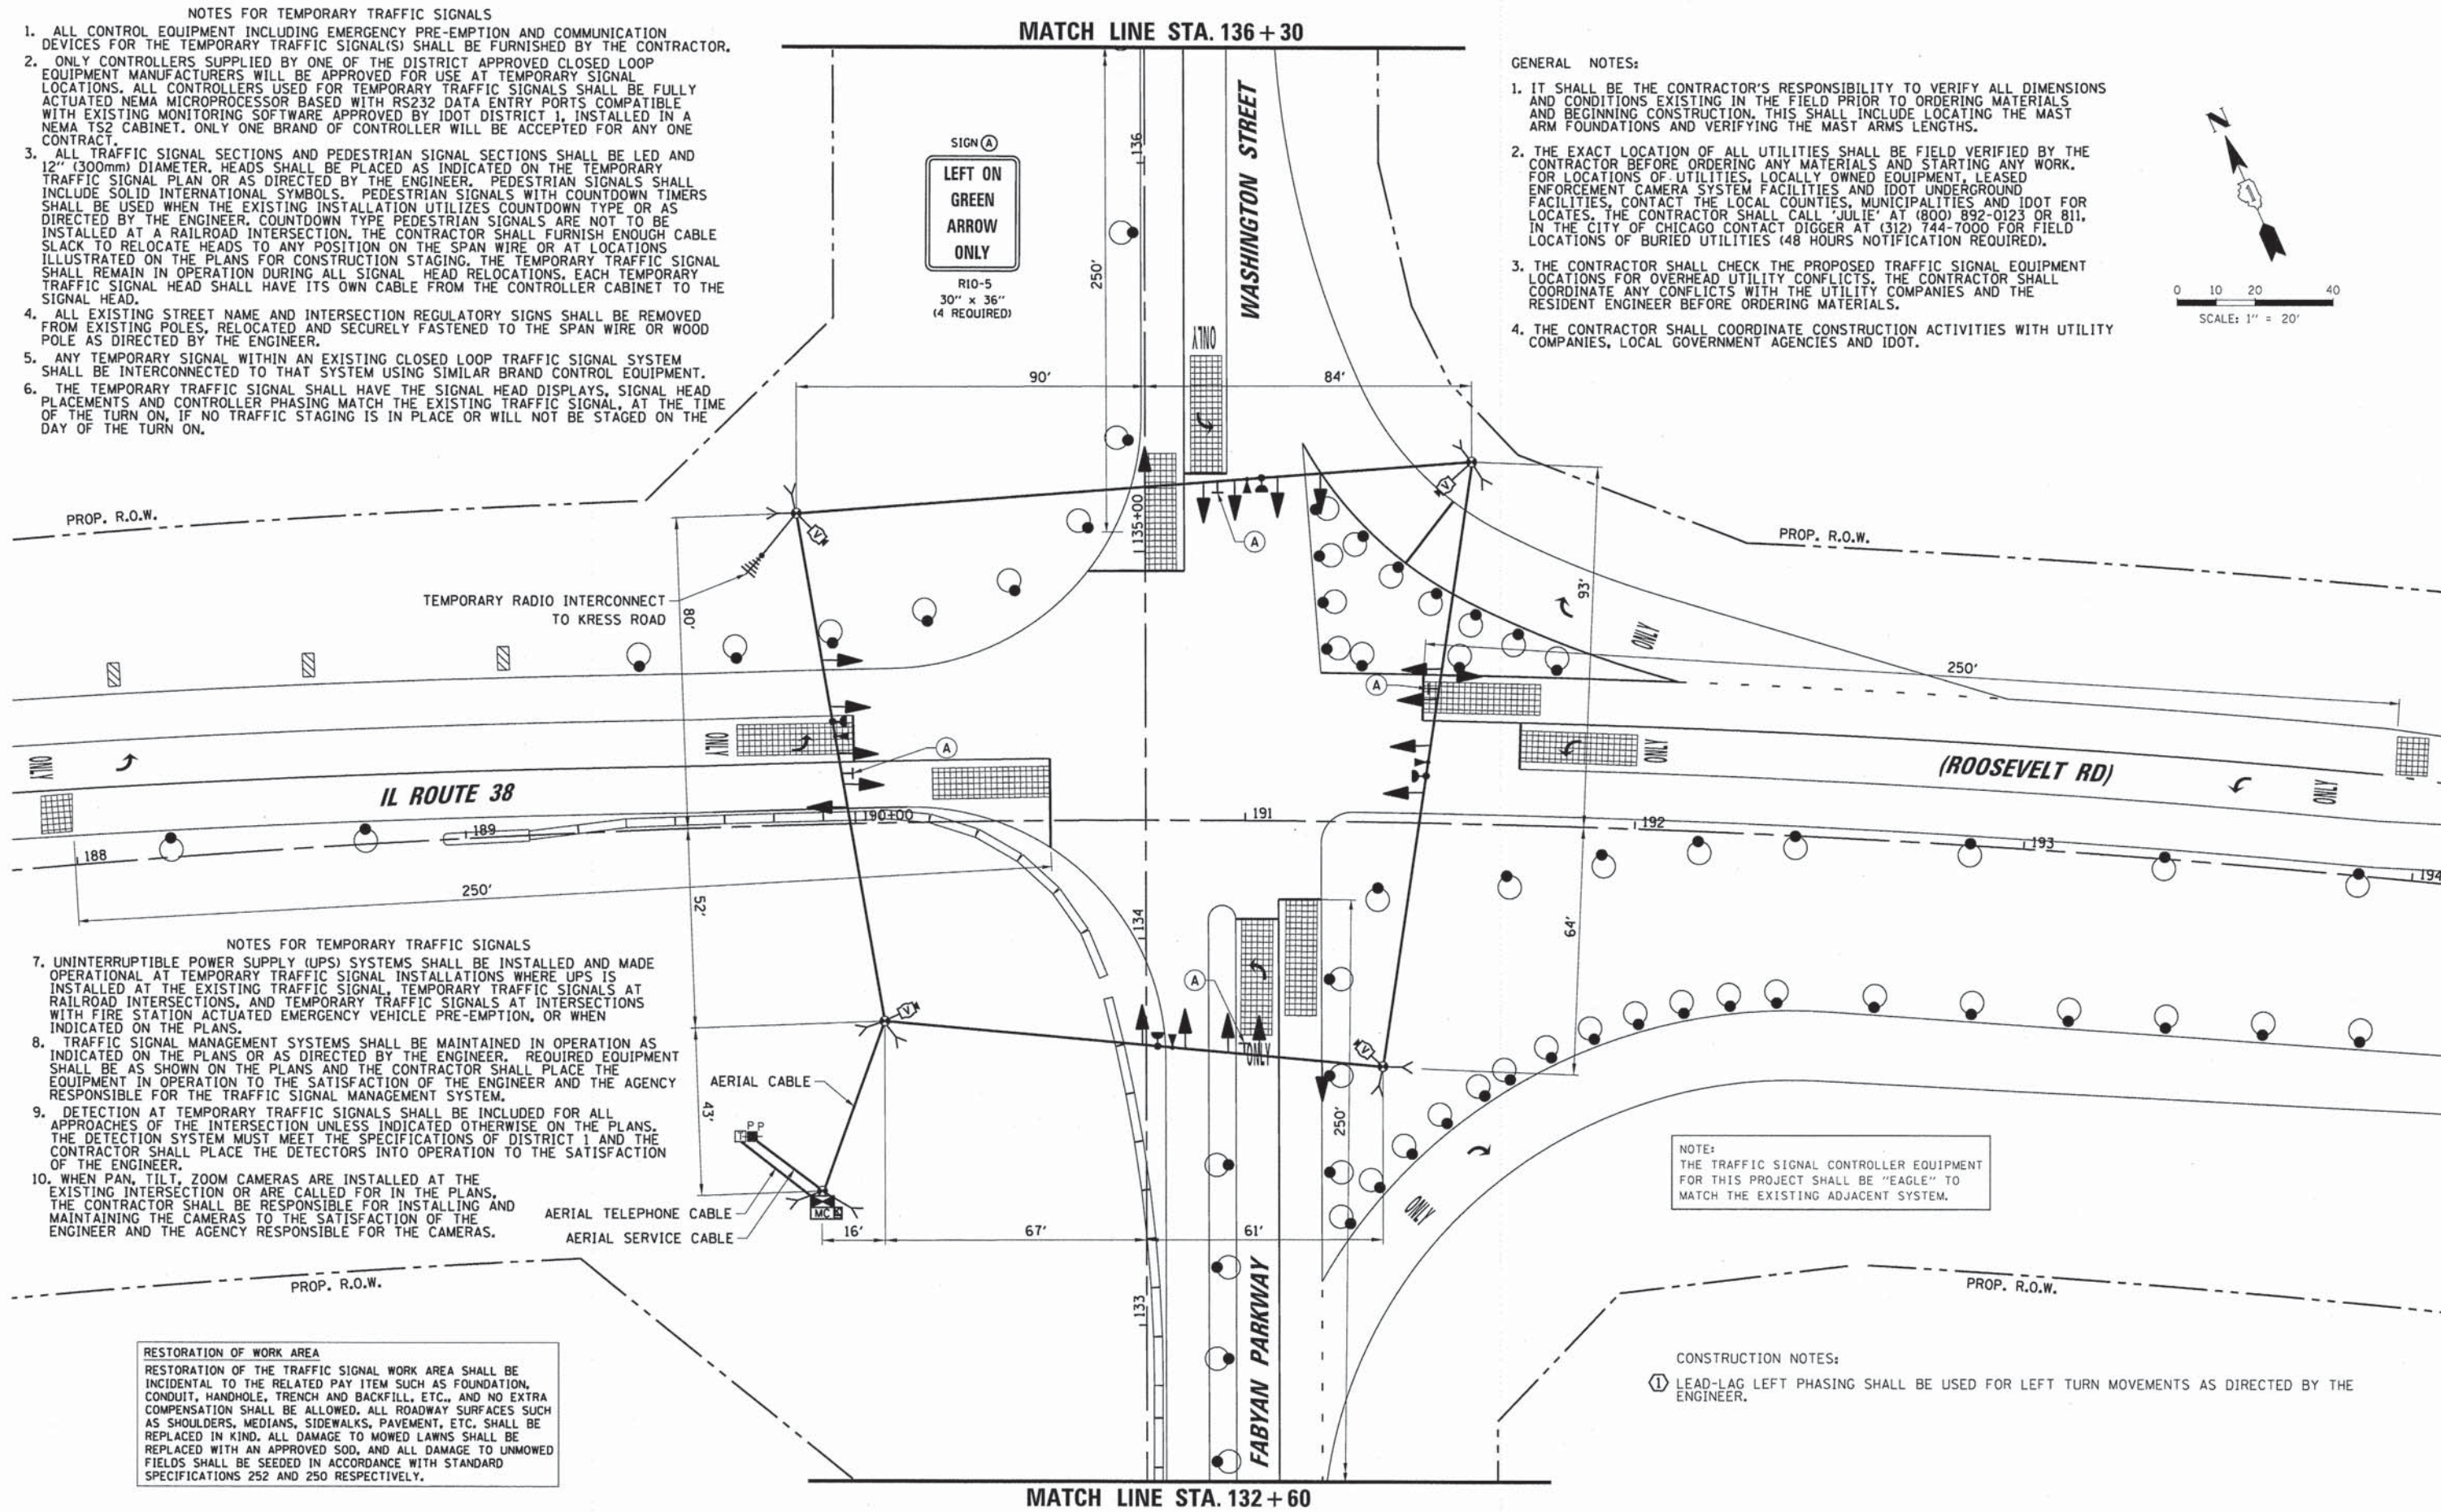 NOTES FOR TEMPORARY TRAFFIC SIGNALS
1. ALL CONTROL EQUIPMENT INCLUDING EMERGENCY PRE-EMPTION AND COMMUNICATION
DEVICES FOR THE TEMPORARY TRAFFIC SIGNAL(S) SHALL BE FURNISHED BY THE CONTRACTOR.
2. ONLY CONTROLLERS SUPPLIED BY ONE OF THE DISTRICT APPROVED CLOSED LOOP
EQUIPMENT MANUFACTURERS WILL BE APPROVED FOR USE AT TEMPORARY SIGNAL
LOCATIONS. ALL CONTROLLERS USED FOR TEMPORARY TRAFFIC SIGNALS SHALL BE FULLY
ACTUATED NEMA MICROPROCESSOR BASED WITH RS232 DATA ENTRY PORTS COMPATIBLE
WITH EXISTING MONITORING SOFTWARE APPROVED BY IDOT DISTRICT 1, INSTALLED IN A
NEMA TS2 CABINET. ONLY ONE BRAND OF CONTROLLER WILL BE ACCEPTED FOR ANY ONE
CONTRACT.
3. ALL TRAFFIC SIGNAL SECTIONS AND PEDESTRIAN SIGNAL SECTIONS SHALL BE LED AND
12" (300mm) DIAMETER. HEADS SHALL BE PLACED AS INDICATED ON THE TEMPORARY
TRAFFIC SIGNAL PLAN OR AS DIRECTED BY THE ENGINEER. PEDESTRIAN SIGNALS SHALL
INCLUDE SOLID INTERNATIONAL SYMBOLS. PEDESTRIAN SIGNALS WITH COUNTDOWN TIMERS
SHALL BE USED WHEN THE EXISTING INSTALLATION UTILIZES COUNTDOWN TYPE OR AS
DIRECTED BY THE ENGINEER. COUNTDOWN TYPE PEDESTRIAN SIGNALS ARE NOT TO BE
INSTALLED AT A RAILROAD INTERSECTION. THE CONTRACTOR SHALL FURNISH ENOUGH CABLE
SLACK TO RELOCATE HEADS TO ANY POSITION ON THE SPAN WIRE OR AT LOCATIONS
ILLUSTRATED ON THE PLANS FOR CONSTRUCTION STAGING. THE TEMPORARY TRAFFIC SIGNAL
SHALL REMAIN IN OPERATION DURING ALL SIGNAL HEAD RELOCATIONS. EACH TEMPORARY
TRAFFIC SIGNAL HEAD SHALL HAVE ITS OWN CABLE FROM THE CONTROLLER CABINET TO THE
SIGNAL HEAD.
4. ALL EXISTING STREET NAME AND INTERSECTION REGULATORY SIGNS SHALL BE REMOVED
FROM EXISTING POLES, RELOCATED AND SECURELY FASTENED TO THE SPAN WIRE OR WOOD
POLE AS DIRECTED BY THE ENGINEER.
5. ANY TEMPORARY SIGNAL WITHIN AN EXISTING CLOSED LOOP TRAFFIC SIGNAL SYSTEM
SHALL BE INTERCONNECTED TO THAT SYSTEM USING SIMILAR BRAND CONTROL EQUIPMENT.
6. THE TEMPORARY TRAFFIC SIGNAL SHALL HAVE THE SIGNAL HEAD DISPLAYS, SIGNAL HEAD
PLACEMENTS AND CONTROLLER PHASING MATCH THE EXISTING TRAFFIC SIGNAL, AT THE TIME
OF THE TURN ON, IF NO TRAFFIC STAGING IS IN PLACE OR WILL NOT BE STAGED ON THE
DAY OF THE TURN ON.
MATCH LINE STA. 136+30
SIGN A
LEFT ON
GREEN
ARROW
ONLY
R10-5
30" x 36"
(4 REQUIRED)
250'
136
WASHINGTON STREET
ONLY
GENERAL NOTES:
1. IT SHALL BE THE CONTRACTOR'S RESPONSIBILITY TO VERIFY ALL DIMENSIONS
AND CONDITIONS EXISTING IN THE FIELD PRIOR TO ORDERING MATERIALS
AND BEGINNING CONSTRUCTION. THIS SHALL INCLUDE LOCATING THE MAST
ARM FOUNDATIONS AND VERIFYING THE MAST ARMS LENGTHS.
2. THE EXACT LOCATION OF ALL UTILITIES SHALL BE FIELD VERIFIED BY THE
CONTRACTOR BEFORE ORDERING ANY MATERIALS AND STARTING ANY WORK.
FOR LOCATIONS OF UTILITIES, LOCALLY OWNED EQUIPMENT, LEASED
ENFORCEMENT CAMERA SYSTEM FACILITIES AND IDOT UNDERGROUND
FACILITIES, CONTACT THE LOCAL COUNTIES, MUNICIPALITIES AND IDOT FOR
LOCATES. THE CONTRACTOR SHALL CALL 'JULIE' AT (800) 892-0123 OR 811.
IN THE CITY OF CHICAGO CONTACT DIGGER AT (312) 744-7000 FOR FIELD
LOCATIONS OF BURIED UTILITIES (48 HOURS NOTIFICATION REQUIRED).
3. THE CONTRACTOR SHALL CHECK THE PROPOSED TRAFFIC SIGNAL EQUIPMENT
LOCATIONS FOR OVERHEAD UTILITY CONFLICTS. THE CONTRACTOR SHALL
COORDINATE ANY CONFLICTS WITH THE UTILITY COMPANIES AND THE
RESIDENT ENGINEER BEFORE ORDERING MATERIALS.
4. THE CONTRACTOR SHALL COORDINATE CONSTRUCTION ACTIVITIES WITH UTILITY
COMPANIES, LOCAL GOVERNMENT AGENCIES AND IDOT.
N
0 10 20 40
SCALE: 1" = 20'
90'
84'
PROP. R.O.W.
V
135+00
A
V
PROP. R.O.W.
TEMPORARY RADIO INTERCONNECT
TO KRESS ROAD
80'
93'
ONLY
250'
A
ONLY
ONLY
A
ONLY
(ROOSEVELT RD)
ONLY
IL ROUTE 38
188
189
190+00
191
192
193
194
250'
52'
134
64'
A
V
ONLY
V
NOTES FOR TEMPORARY TRAFFIC SIGNALS
7. UNINTERRUPTIBLE POWER SUPPLY (UPS) SYSTEMS SHALL BE INSTALLED AND MADE
OPERATIONAL AT TEMPORARY TRAFFIC SIGNAL INSTALLATIONS WHERE UPS IS
INSTALLED AT THE EXISTING TRAFFIC SIGNAL, TEMPORARY TRAFFIC SIGNALS AT
RAILROAD INTERSECTIONS, AND TEMPORARY TRAFFIC SIGNALS AT INTERSECTIONS
WITH FIRE STATION ACTUATED EMERGENCY VEHICLE PRE-EMPTION, OR WHEN
INDICATED ON THE PLANS.
8. TRAFFIC SIGNAL MANAGEMENT SYSTEMS SHALL BE MAINTAINED IN OPERATION AS
INDICATED ON THE PLANS OR AS DIRECTED BY THE ENGINEER. REQUIRED EQUIPMENT
SHALL BE AS SHOWN ON THE PLANS AND THE CONTRACTOR SHALL PLACE THE
EQUIPMENT IN OPERATION TO THE SATISFACTION OF THE ENGINEER AND THE AGENCY
RESPONSIBLE FOR THE TRAFFIC SIGNAL MANAGEMENT SYSTEM.
9. DETECTION AT TEMPORARY TRAFFIC SIGNALS SHALL BE INCLUDED FOR ALL
APPROACHES OF THE INTERSECTION UNLESS INDICATED OTHERWISE ON THE PLANS.
THE DETECTION SYSTEM MUST MEET THE SPECIFICATIONS OF DISTRICT 1 AND THE
CONTRACTOR SHALL PLACE THE DETECTORS INTO OPERATION TO THE SATISFACTION
OF THE ENGINEER.
10. WHEN PAN, TILT, ZOOM CAMERAS ARE INSTALLED AT THE
EXISTING INTERSECTION OR ARE CALLED FOR IN THE PLANS,
THE CONTRACTOR SHALL BE RESPONSIBLE FOR INSTALLING AND
MAINTAINING THE CAMERAS TO THE SATISFACTION OF THE
ENGINEER AND THE AGENCY RESPONSIBLE FOR THE CAMERAS.
AERIAL CABLE
43'
PP
T
AERIAL TELEPHONE CABLE
AERIAL SERVICE CABLE
MC
16'
67'
61'
250'
ONLY
NOTE:
THE TRAFFIC SIGNAL CONTROLLER EQUIPMENT
FOR THIS PROJECT SHALL BE "EAGLE" TO
MATCH THE EXISTING ADJACENT SYSTEM.
PROP. R.O.W.
133
FABYAN PARKWAY
PROP. R.O.W.
RESTORATION OF WORK AREA
RESTORATION OF THE TRAFFIC SIGNAL WORK AREA SHALL BE
INCIDENTAL TO THE RELATED PAY ITEM SUCH AS FOUNDATION,
CONDUIT, HANDHOLE, TRENCH AND BACKFILL, ETC., AND NO EXTRA
COMPENSATION SHALL BE ALLOWED. ALL ROADWAY SURFACES SUCH
AS SHOULDERS, MEDIANS, SIDEWALKS, PAVEMENT, ETC. SHALL BE
REPLACED IN KIND. ALL DAMAGE TO MOWED LAWNS SHALL BE
REPLACED WITH AN APPROVED SOD, AND ALL DAMAGE TO UNMOWED
FIELDS SHALL BE SEEDED IN ACCORDANCE WITH STANDARD
SPECIFICATIONS 252 AND 250 RESPECTIVELY.
CONSTRUCTION NOTES:
1 LEAD-LAG LEFT PHASING SHALL BE USED FOR LEFT TURN MOVEMENTS AS DIRECTED BY THE
ENGINEER.
MATCH LINE STA. 132+60